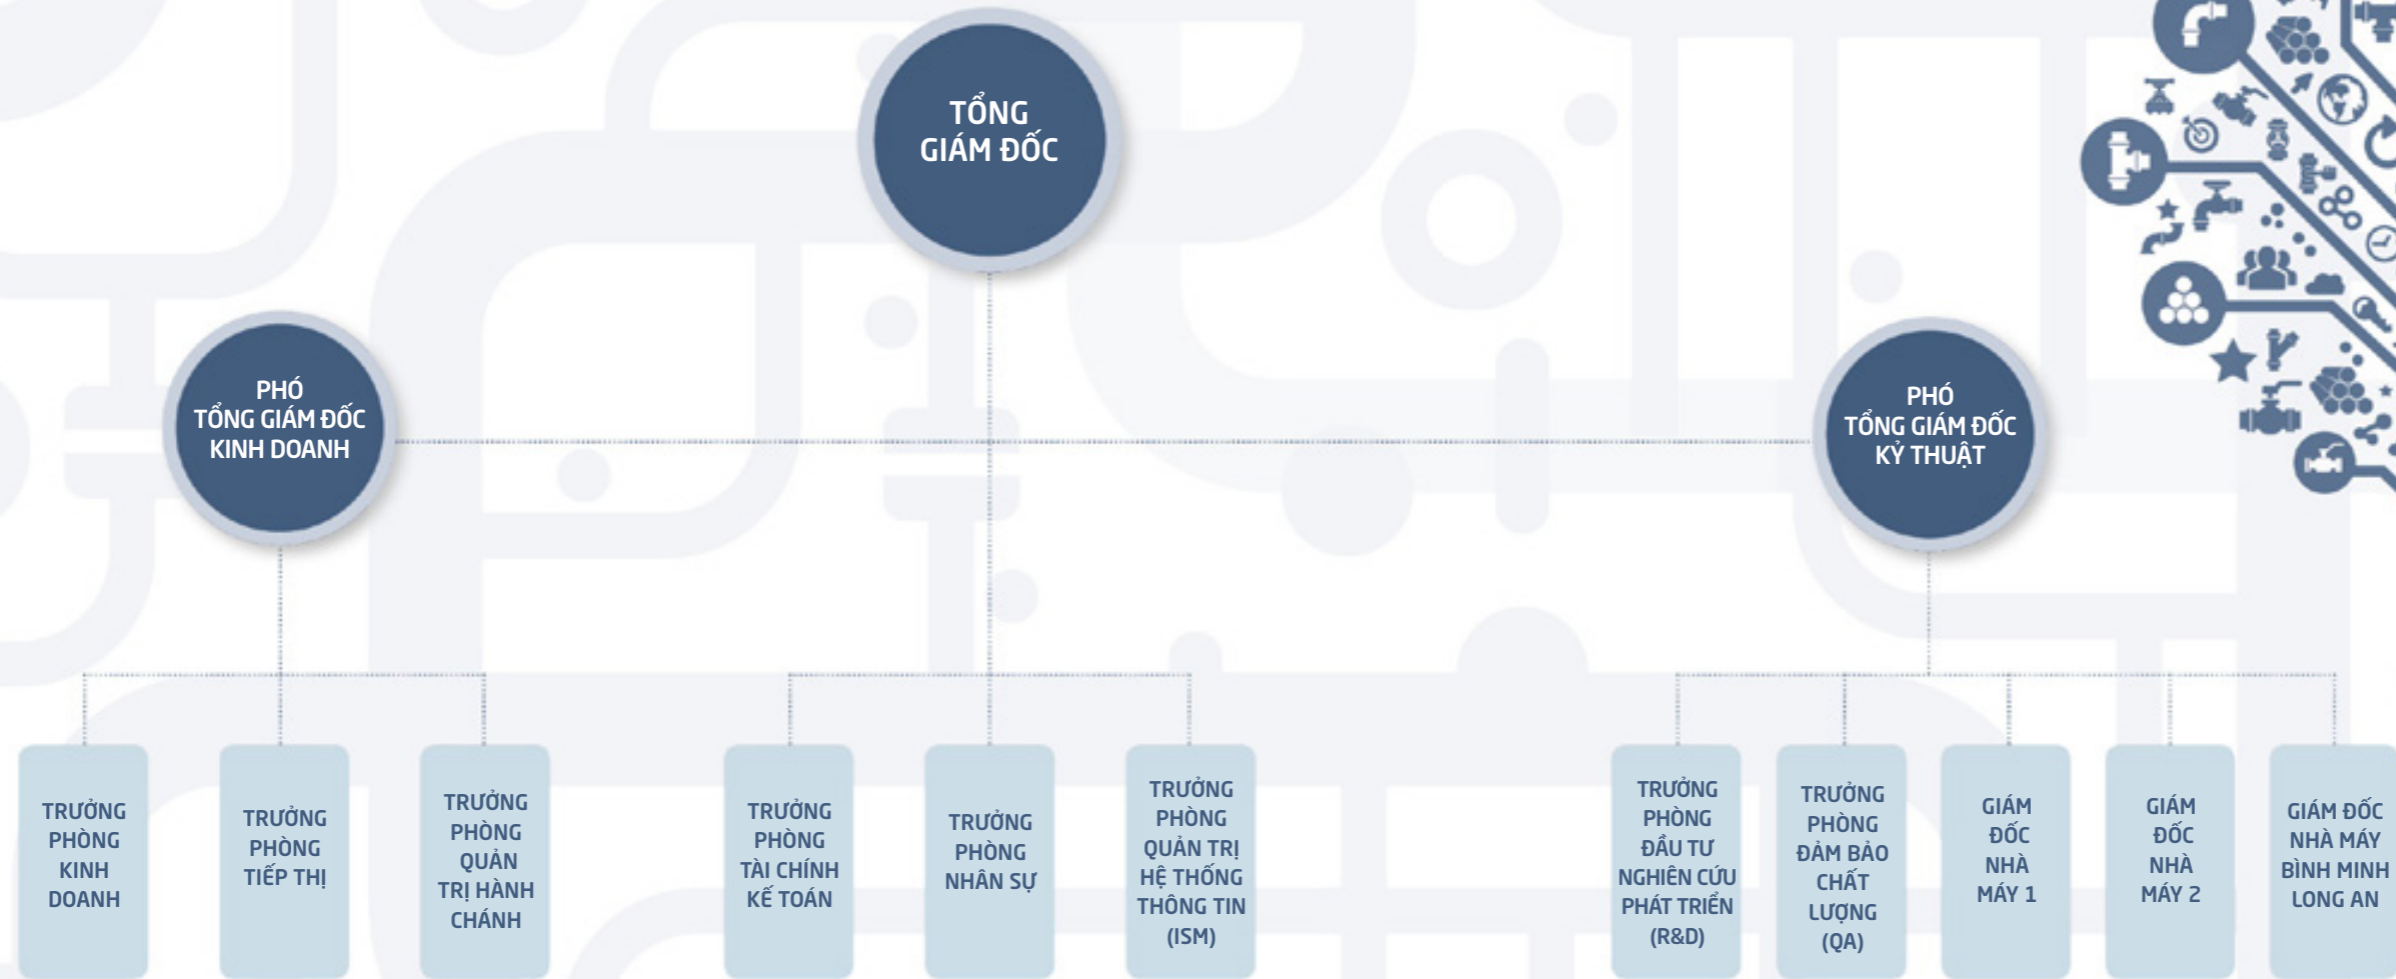 TỔNG
GIÁM ĐỐC
PHÓ
TỔNG GIÁM ĐỐC
KINH DOANH
PHÓ
TỔNG GIÁM ĐỐC
KỶ THUẬT
TRƯỞNG
PHÒNG
KINH
DOANH
TRƯỞNG
PHÒNG
TIẾP THỊ
TRƯỞNG
PHÒNG
QUẢN
TRỊ HÀNH
CHÁNH
TRƯỞNG
PHÒNG
TÀI CHÍNH
KẾ TOÁN
TRƯỞNG
PHÒNG
NHÂN SỰ
TRƯỞNG
PHÒNG
QUẢN TRỊ
HỆ THỐNG
THÔNG TIN
(ISM)
TRƯỞNG
PHÒNG
ĐẦU TƯ
NGHIÊN CỨU
PHÁT TRIỂN
(R&D)
TRƯỞNG
PHÒNG
ĐẢM BẢO
CHẤT
LƯỢNG
(QA)
GIÁM
ĐỐC
NHÀ
MÁY 1
GIÁM
ĐỐC
NHÀ
MÁY 2
GIÁM ĐỐC
NHÀ MÁY
BÌNH MINH
LONG AN